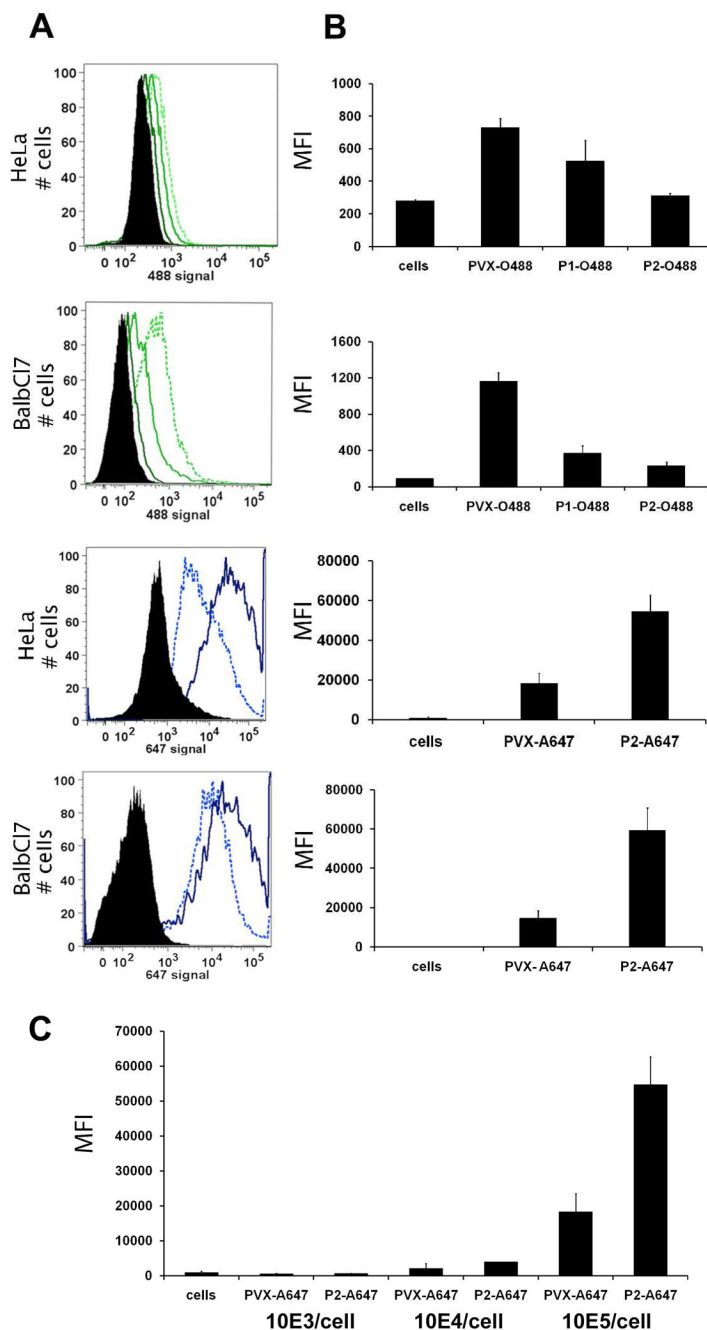 A
B
HeLa
# cells
100
80
60
40
20
0
0 10² 10³ 10⁴ 10⁵
488 signal
MFI
1000
800
600
400
200
0
cells PVX-O488 P1-O488 P2-O488
BalbCl7
# cells
100
80
60
40
20
0
0 10² 10³ 10⁴ 10⁵
488 signal
MFI
1600
1200
800
400
0
cells PVX-O488 P1-O488 P2-O488
HeLa
# cells
100
80
60
40
20
0
0 10² 10³ 10⁴ 10⁵
647 signal
MFI
80000
60000
40000
20000
0
cells PVX-A647 P2-A647
BalbCl7
# cells
100
80
60
40
20
0
0 10² 10³ 10⁴ 10⁵
647 signal
MFI
80000
60000
40000
20000
0
cells PVX- A647 P2-A647
C
MFI
70000
60000
50000
40000
30000
20000
10000
0
cells PVX-A647 P2-A647 PVX-A647 P2-A647 PVX-A647 P2-A647
10E3/cell 10E4/cell 10E5/cell